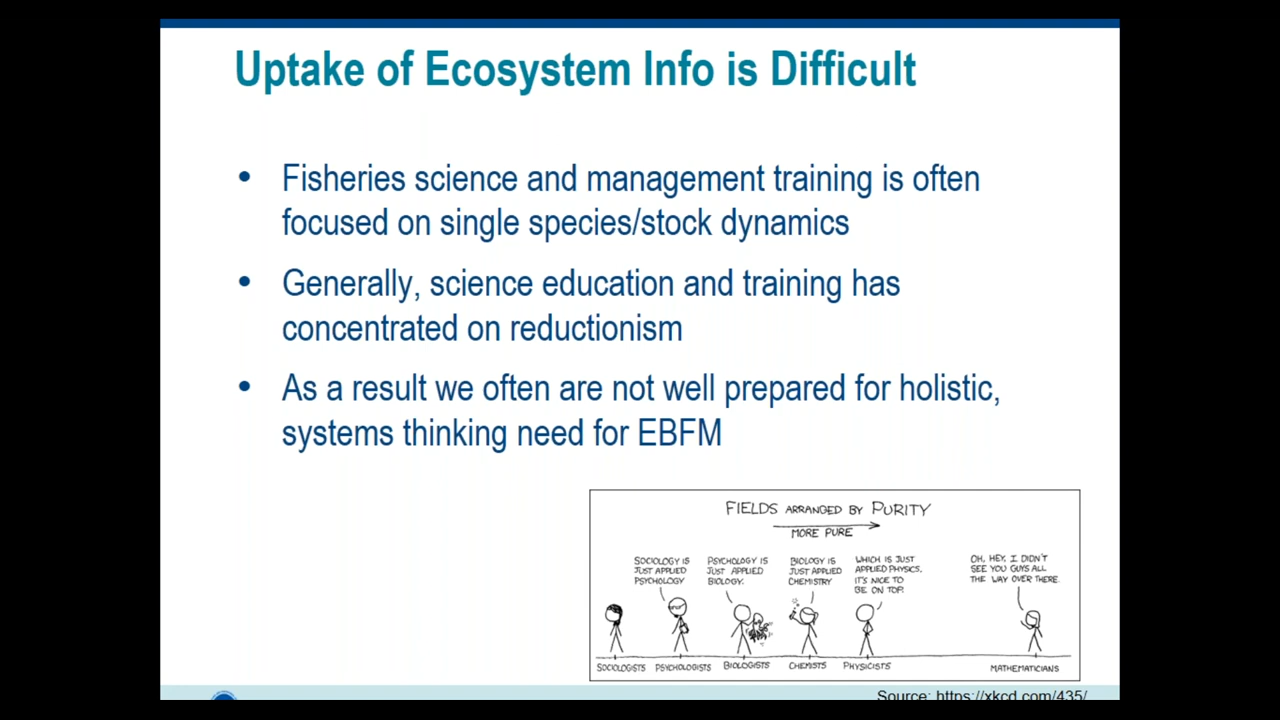 Uptake of Ecosystem Info is Difficult
• Fisheries science and management training is often
focused on single species/stock dynamics
• Generally, science education and training has
concentrated on reductionism
• As a result we often are not well prepared for holistic,
systems thinking need for EBFM
FIELDS ARRANGED BY PURITY
MORE PURE
SOCIOLOGY IS
JUST APPLIED
PSYCHOLOGY
PSYCHOLOGY IS
JUST APPLIED
BIOLOGY.
BIOLOGY IS
JUST APPLIED
CHEMISTRY
WHICH IS JUST
APPLIED PHYSICS.
IT'S NICE TO
BE ON TOP.
OH, HEY, I DIDN'T
SEE YOU GUYS ALL
THE WAY OVER THERE.
SOCIOLOGISTS
PSYCHOLOGISTS
BIOLOGISTS
CHEMISTS
PHYSICISTS
MATHEMATICIANS
Source: https://xkcd.com/435/